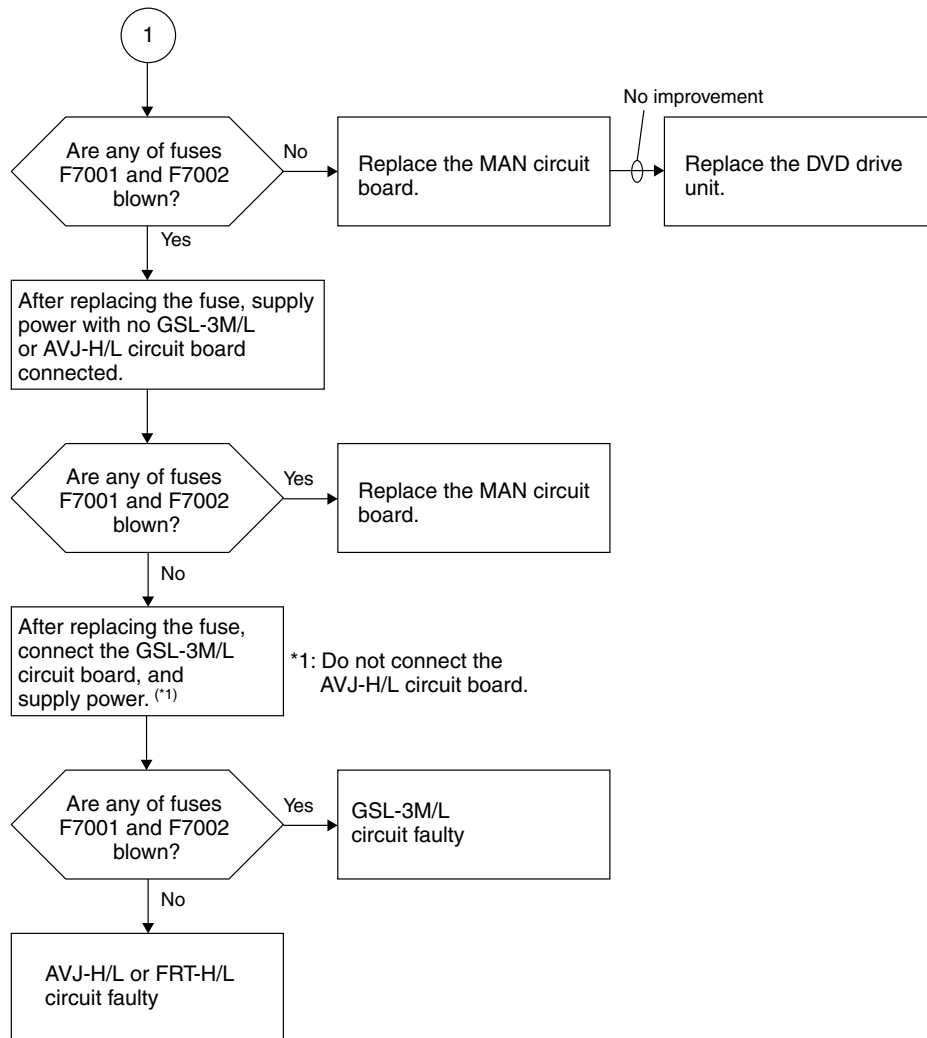 1
No improvement
Are any of fuses
F7001 and F7002
blown?
No
Replace the MAN circuit
board.
Replace the DVD drive
unit.
Yes
After replacing the fuse, supply
power with no GSL-3M/L
or AVJ-H/L circuit board
connected.
Are any of fuses
F7001 and F7002
blown?
Yes
Replace the MAN circuit
board.
No
After replacing the fuse,
connect the GSL-3M/L
circuit board, and
supply power. (*1)
*1: Do not connect the
AVJ-H/L circuit board.
Are any of fuses
F7001 and F7002
blown?
Yes
GSL-3M/L
circuit faulty
No
AVJ-H/L or FRT-H/L
circuit faulty